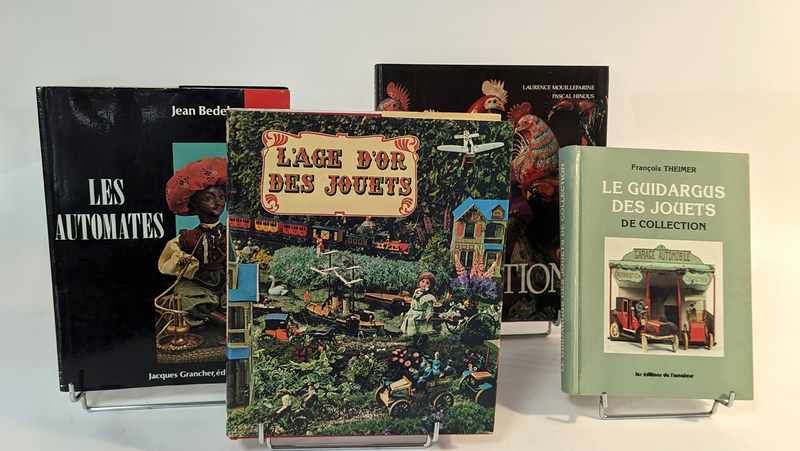 Jean Bedel
LES
AUTOMATES
Jacques Grancher, éd
L'AGE D'OR
DES JOUETS
LAURENCE MOUILLEFARINE
PASCAL HINOUS
TION
François THEIMER
LE GUIDARGUS
DES JOUETS
DE COLLECTION
GARAGE AUTOMOBILE
les éditions de l'amateur